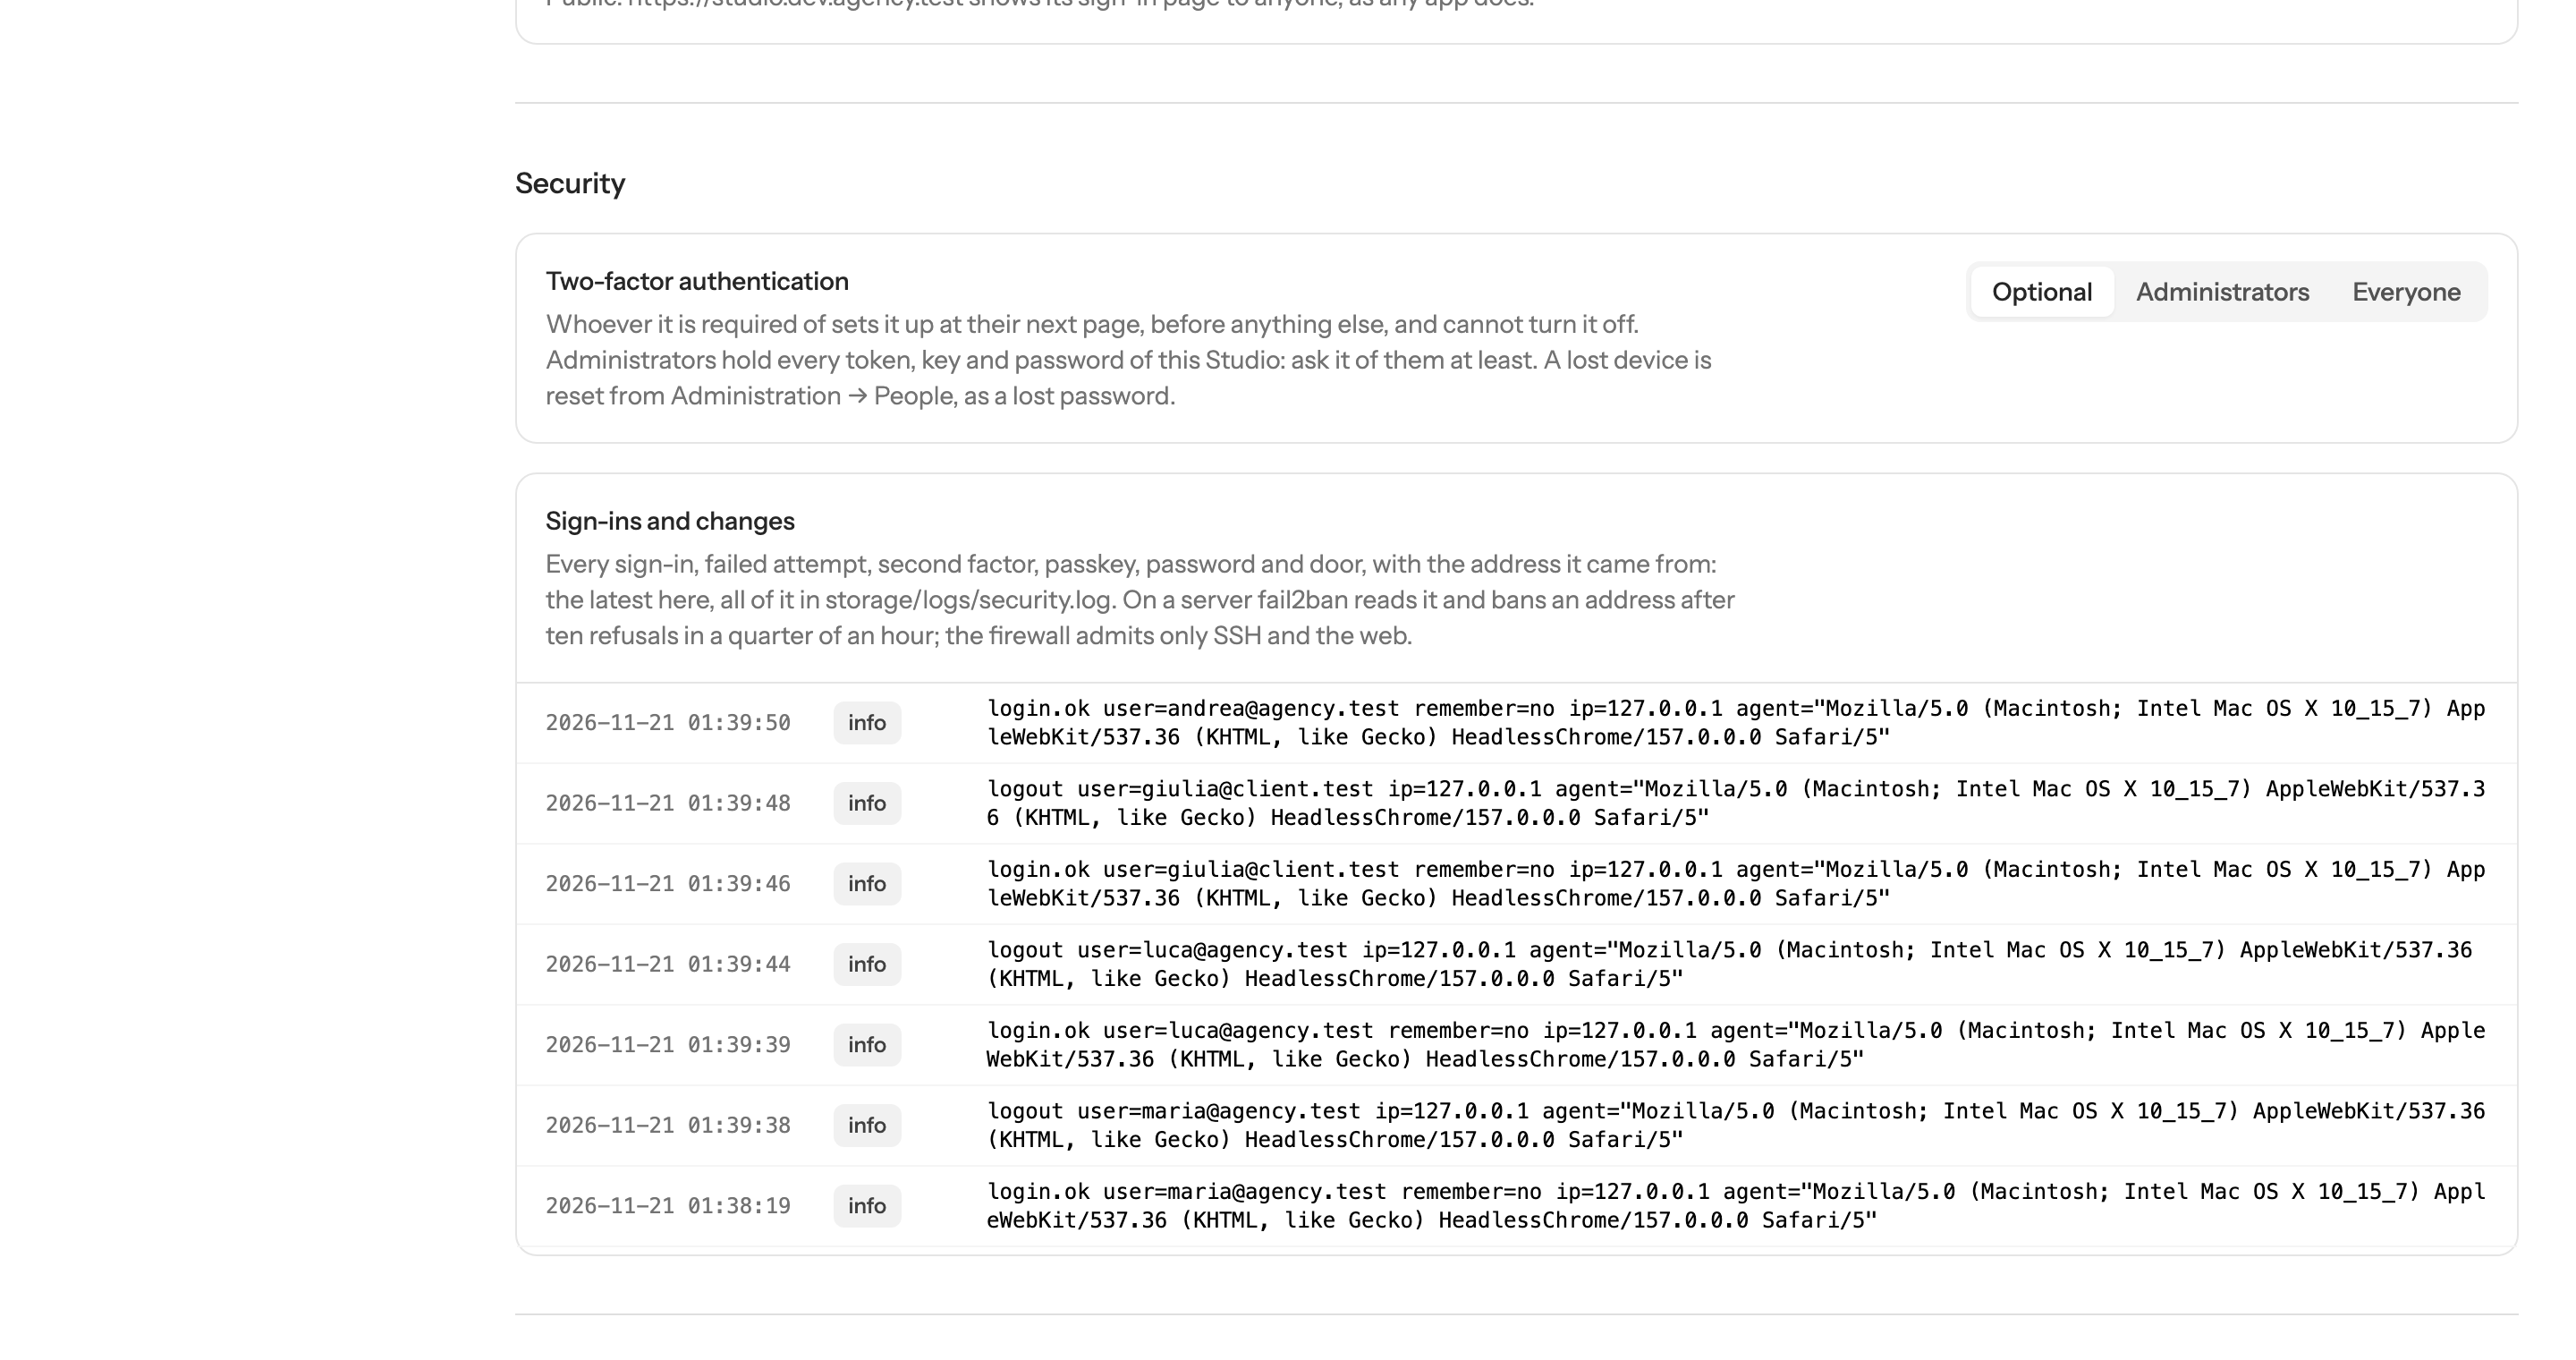 Public: https://studio.dev.agency.test shows its sign-in page to anyone, as any app does.
Security
Two-factor authentication
Optional
Administrators
Everyone
Whoever it is required of sets it up at their next page, before anything else, and cannot turn it off.
Administrators hold every token, key and password of this Studio: ask it of them at least. A lost device is
reset from Administration → People, as a lost password.
Sign-ins and changes
Every sign-in, failed attempt, second factor, passkey, password and door, with the address it came from:
the latest here, all of it in storage/logs/security.log. On a server fail2ban reads it and bans an address after
ten refusals in a quarter of an hour; the firewall admits only SSH and the web.
2026-11-21 01:39:50 info login.ok user=andrea@agency.test remember=no ip=127.0.0.1 agent="Mozilla/5.0 (Macintosh; Intel Mac OS X 10_15_7) App
leWebKit/537.36 (KHTML, like Gecko) HeadlessChrome/157.0.0.0 Safari/5"
2026-11-21 01:39:48 info logout user=giulia@client.test ip=127.0.0.1 agent="Mozilla/5.0 (Macintosh; Intel Mac OS X 10_15_7) AppleWebKit/537.3
6 (KHTML, like Gecko) HeadlessChrome/157.0.0.0 Safari/5"
2026-11-21 01:39:46 info login.ok user=giulia@client.test remember=no ip=127.0.0.1 agent="Mozilla/5.0 (Macintosh; Intel Mac OS X 10_15_7) App
leWebKit/537.36 (KHTML, like Gecko) HeadlessChrome/157.0.0.0 Safari/5"
2026-11-21 01:39:44 info logout user=luca@agency.test ip=127.0.0.1 agent="Mozilla/5.0 (Macintosh; Intel Mac OS X 10_15_7) AppleWebKit/537.36
(KHTML, like Gecko) HeadlessChrome/157.0.0.0 Safari/5"
2026-11-21 01:39:39 info login.ok user=luca@agency.test remember=no ip=127.0.0.1 agent="Mozilla/5.0 (Macintosh; Intel Mac OS X 10_15_7) Apple
WebKit/537.36 (KHTML, like Gecko) HeadlessChrome/157.0.0.0 Safari/5"
2026-11-21 01:39:38 info logout user=maria@agency.test ip=127.0.0.1 agent="Mozilla/5.0 (Macintosh; Intel Mac OS X 10_15_7) AppleWebKit/537.36
(KHTML, like Gecko) HeadlessChrome/157.0.0.0 Safari/5"
2026-11-21 01:38:19 info login.ok user=maria@agency.test remember=no ip=127.0.0.1 agent="Mozilla/5.0 (Macintosh; Intel Mac OS X 10_15_7) Appl
eWebKit/537.36 (KHTML, like Gecko) HeadlessChrome/157.0.0.0 Safari/5"